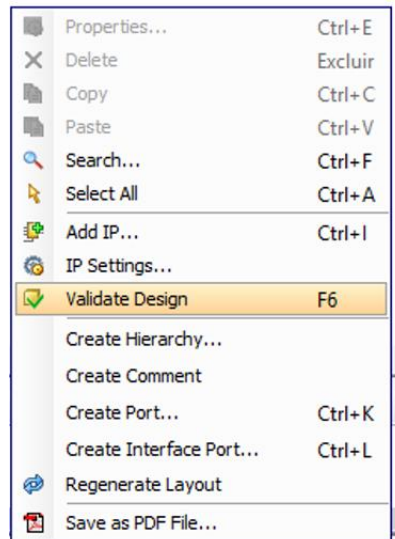 Properties... Ctrl+E
Delete Excluir
Copy Ctrl+C
Paste Ctrl+V
Search... Ctrl+F
Select All Ctrl+A
Add IP... Ctrl+I
IP Settings...
Validate Design F6
Create Hierarchy...
Create Comment
Create Port... Ctrl+K
Create Interface Port... Ctrl+L
Regenerate Layout
Save as PDF File...